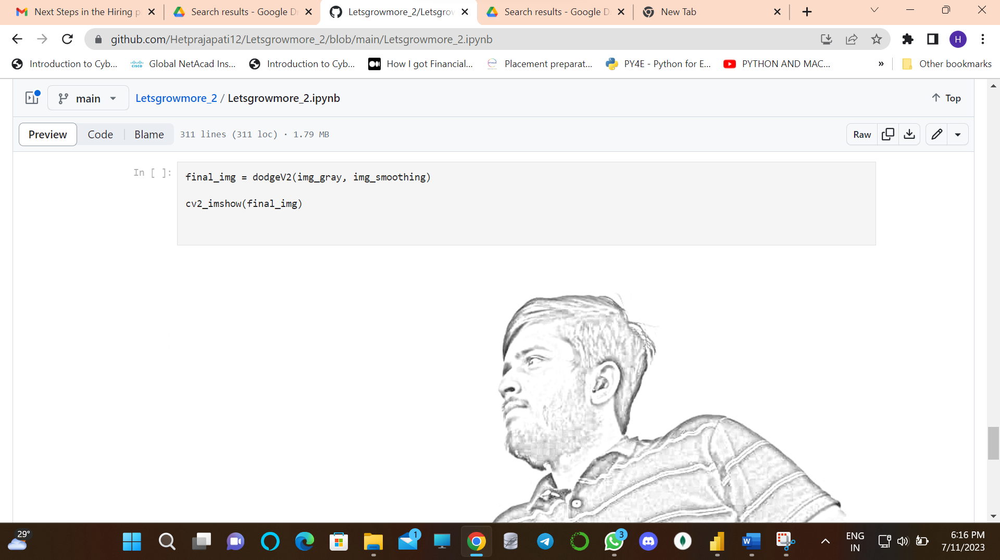 Next Steps in the Hiring p
Search results - Google D
Letsgrowmore_2/Letsgrow
Search results - Google D
New Tab
github.com/Hetprajapati12/Letsgrowmore_2/blob/main/Letsgrowmore_2.ipynb
H
Introduction to Cyb...
Global NetAcad Ins...
Introduction to Cyb...
How I got Financial...
Placement preparat...
PY4E - Python for E...
PYTHON AND MAC...
»
Other bookmarks
main
Letsgrowmore_2 / Letsgrowmore_2.ipynb
Top
Preview
Code
Blame
311 lines (311 loc) · 1.79 MB
Raw
In [ ]:
final_img = dodgeV2(img_gray, img_smoothing)
cv2_imshow(final_img)
29°
1
3
ENG
IN
6:16 PM
7/11/2023